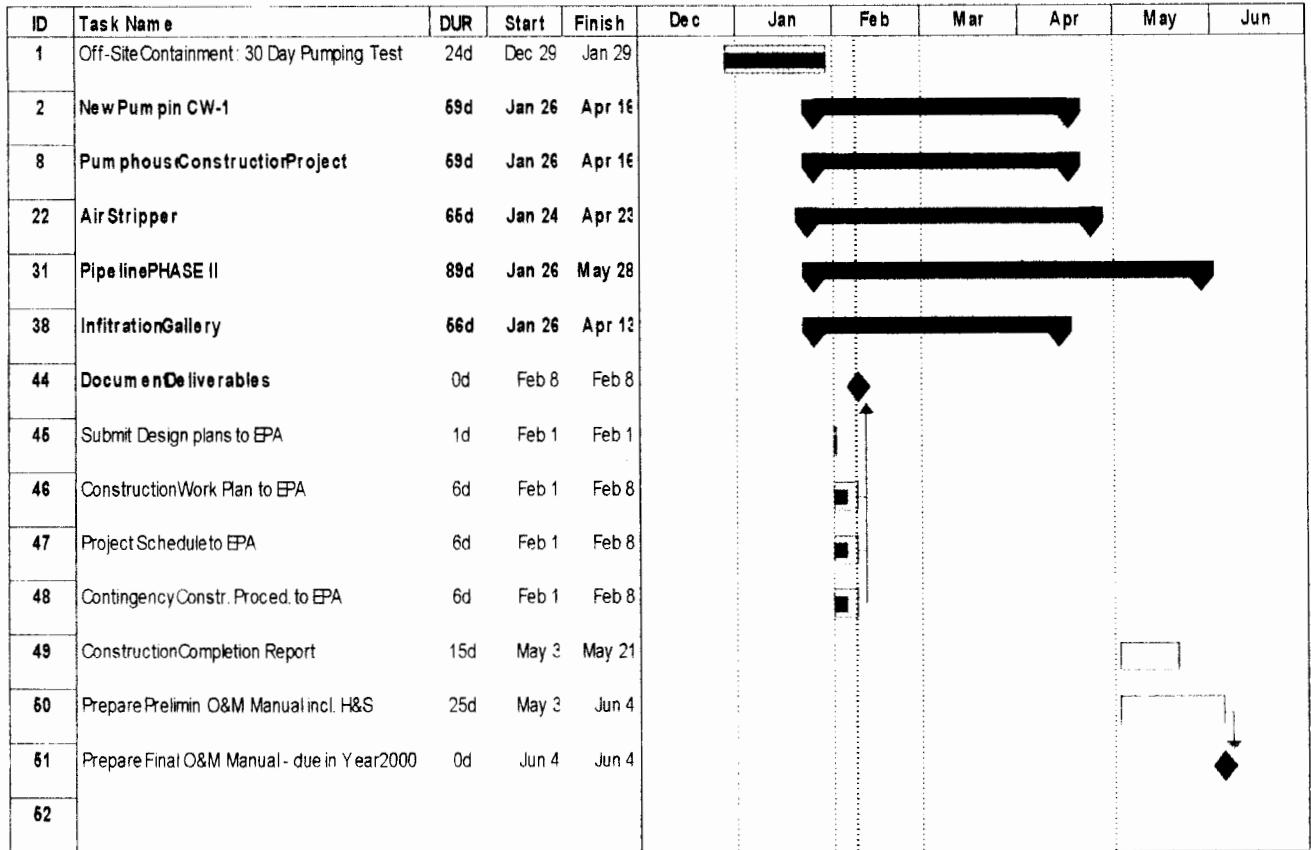 ID Task Name DUR Start Finish Dec Jan Feb Mar Apr May Jun
1 Off-Site Containment: 30 Day Pumping Test 24d Dec 29 Jan 29
2 New Pump in CW-1 59d Jan 26 Apr 16
8 Pumphouse Construction Project 59d Jan 26 Apr 16
22 Air Stripper 65d Jan 24 Apr 23
31 Pipeline PHASE II 89d Jan 26 May 28
38 Infitration Gallery 56d Jan 26 Apr 13
44 Document Deliverables 0d Feb 8 Feb 8
45 Submit Design plans to EPA 1d Feb 1 Feb 1
46 Construction Work Plan to EPA 6d Feb 1 Feb 8
47 Project Schedule to EPA 6d Feb 1 Feb 8
48 Contingency Constr. Proced. to EPA 6d Feb 1 Feb 8
49 Construction Completion Report 15d May 3 May 21
50 Prepare Prelimin O&M Manual incl. H&S 25d May 3 Jun 4
51 Prepare Final O&M Manual - due in Year 2000 0d Jun 4 Jun 4
52